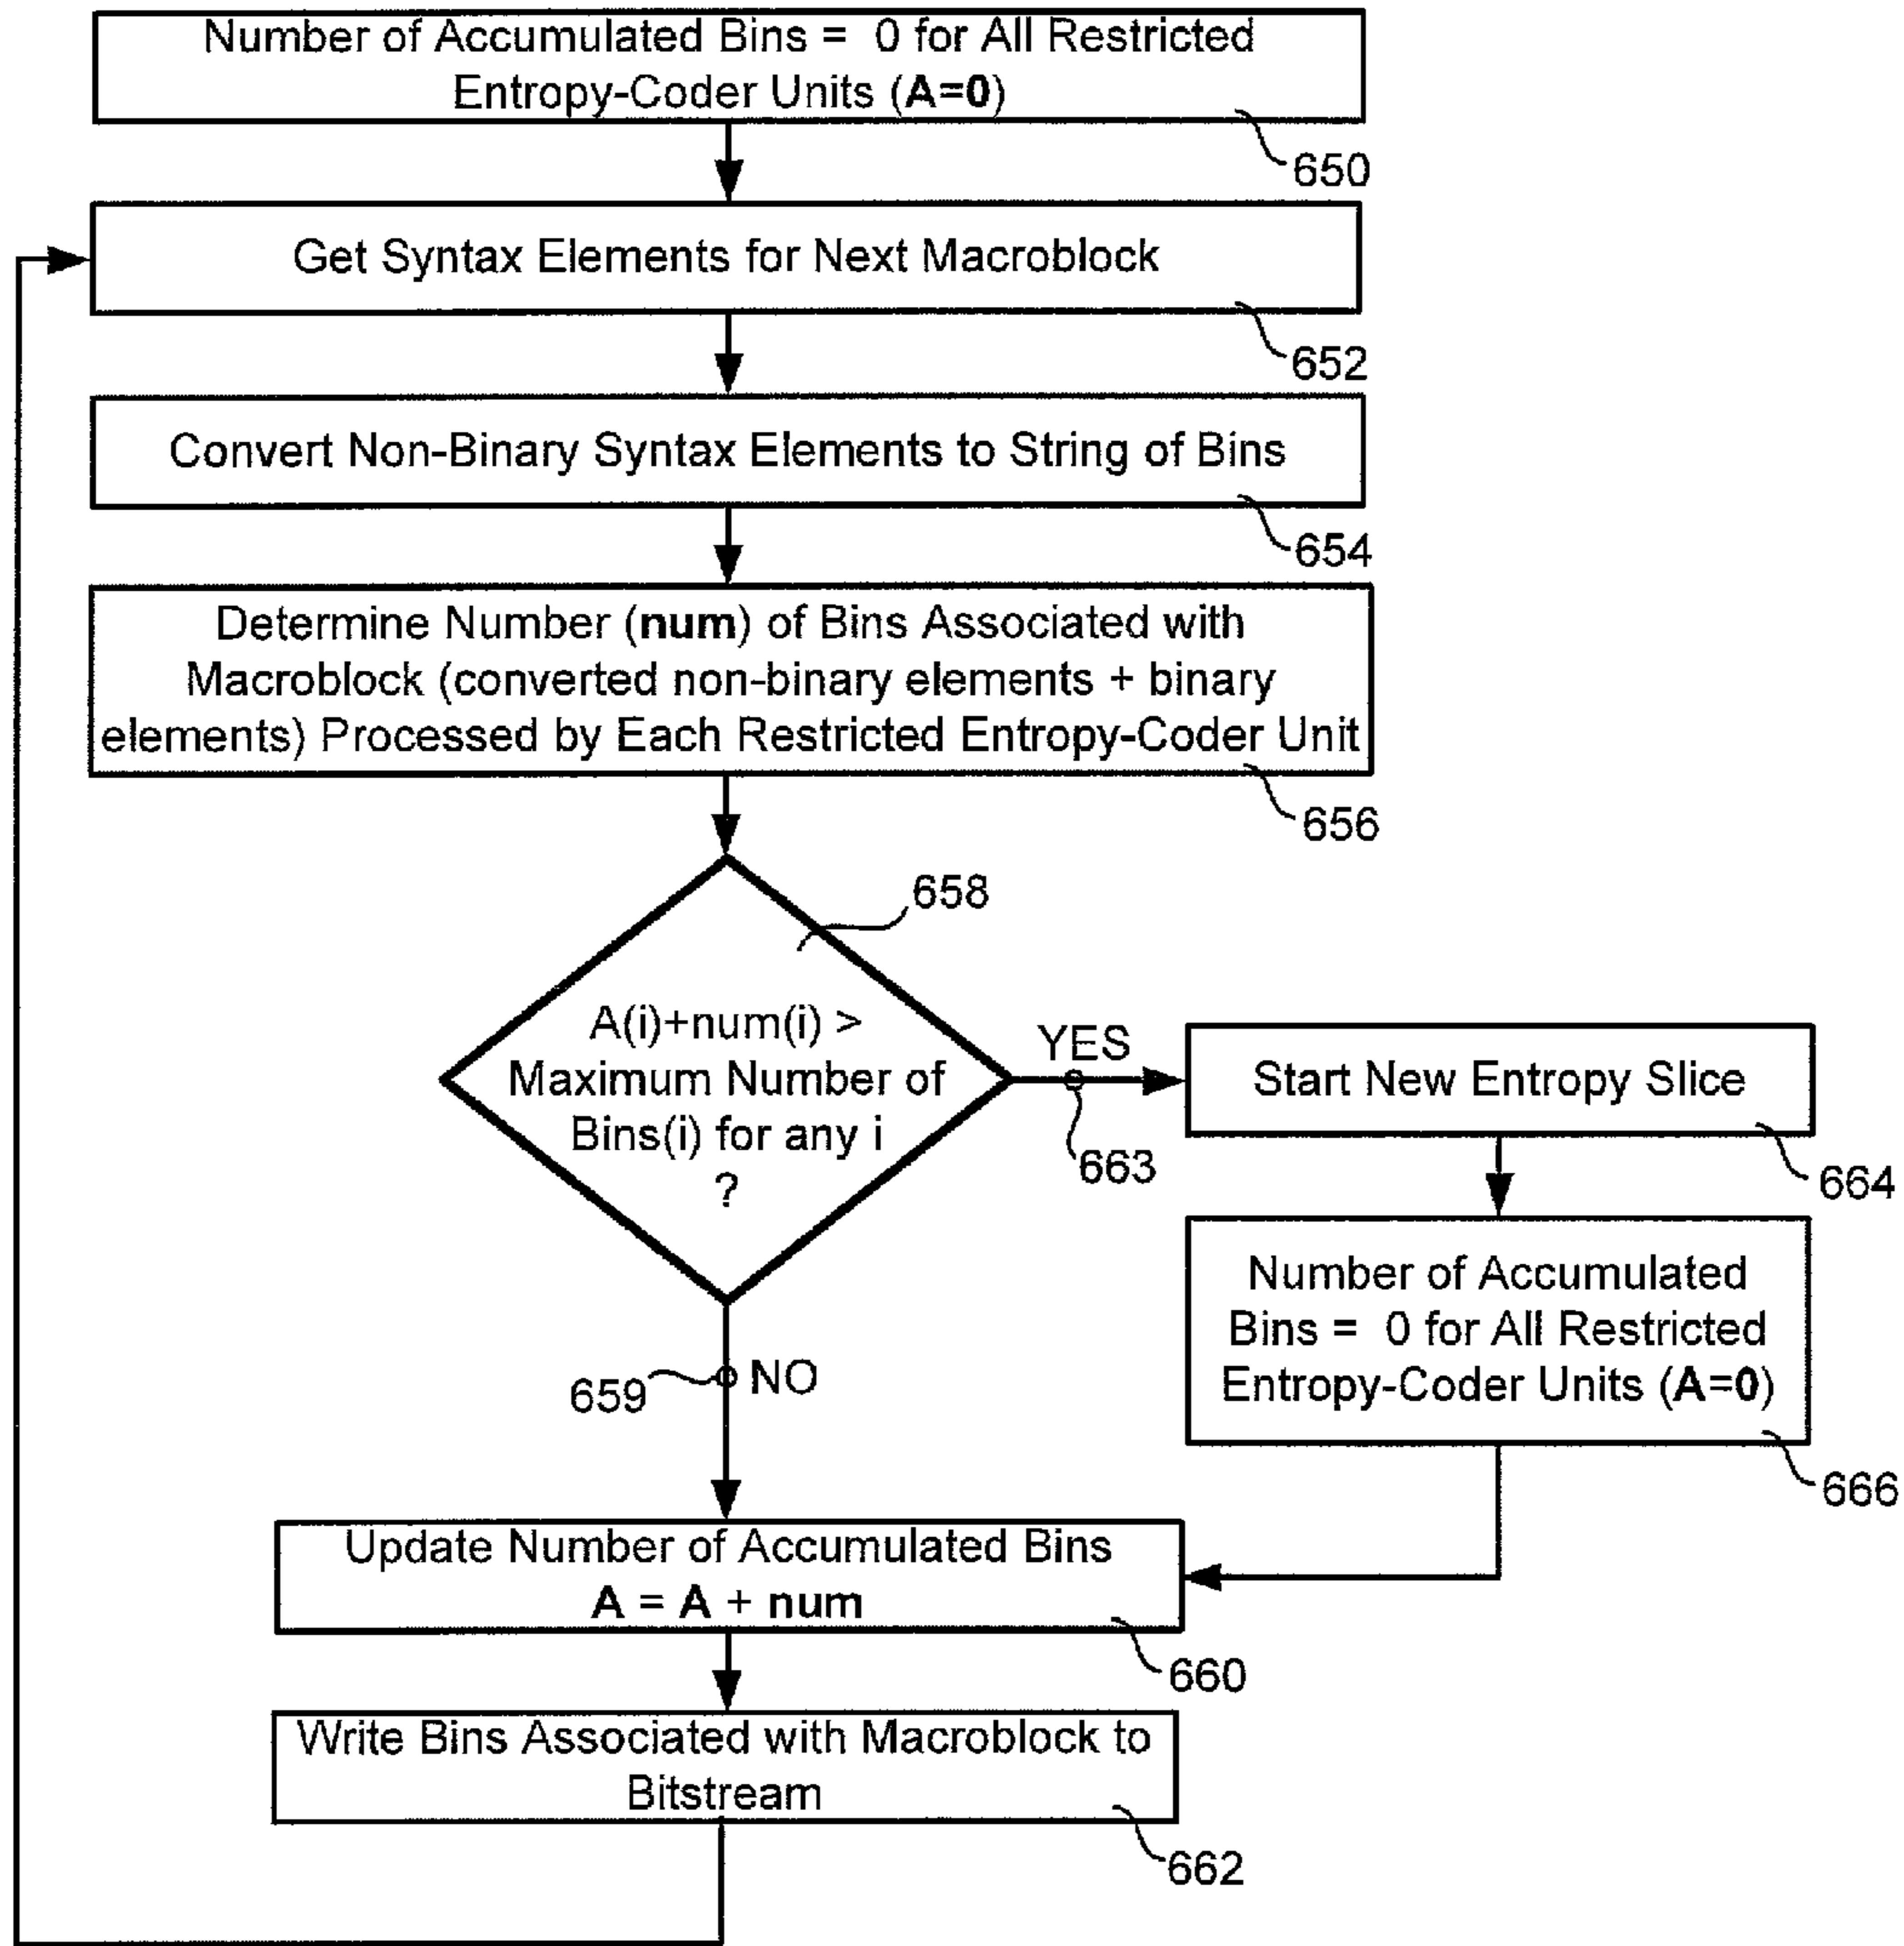 Number of Accumulated Bins = 0 for All Restricted
Entropy-Coder Units (A=0)
650
Get Syntax Elements for Next Macroblock
652
Convert Non-Binary Syntax Elements to String of Bins
654
Determine Number (num) of Bins Associated with
Macroblock (converted non-binary elements + binary
elements) Processed by Each Restricted Entropy-Coder Unit
656
658
A(i)+num(i) >
Maximum Number of
Bins(i) for any i
?
YES
663
Start New Entropy Slice
664
Number of Accumulated
Bins = 0 for All Restricted
Entropy-Coder Units (A=0)
666
659
NO
Update Number of Accumulated Bins
A = A + num
660
Write Bins Associated with Macroblock to
Bitstream
662